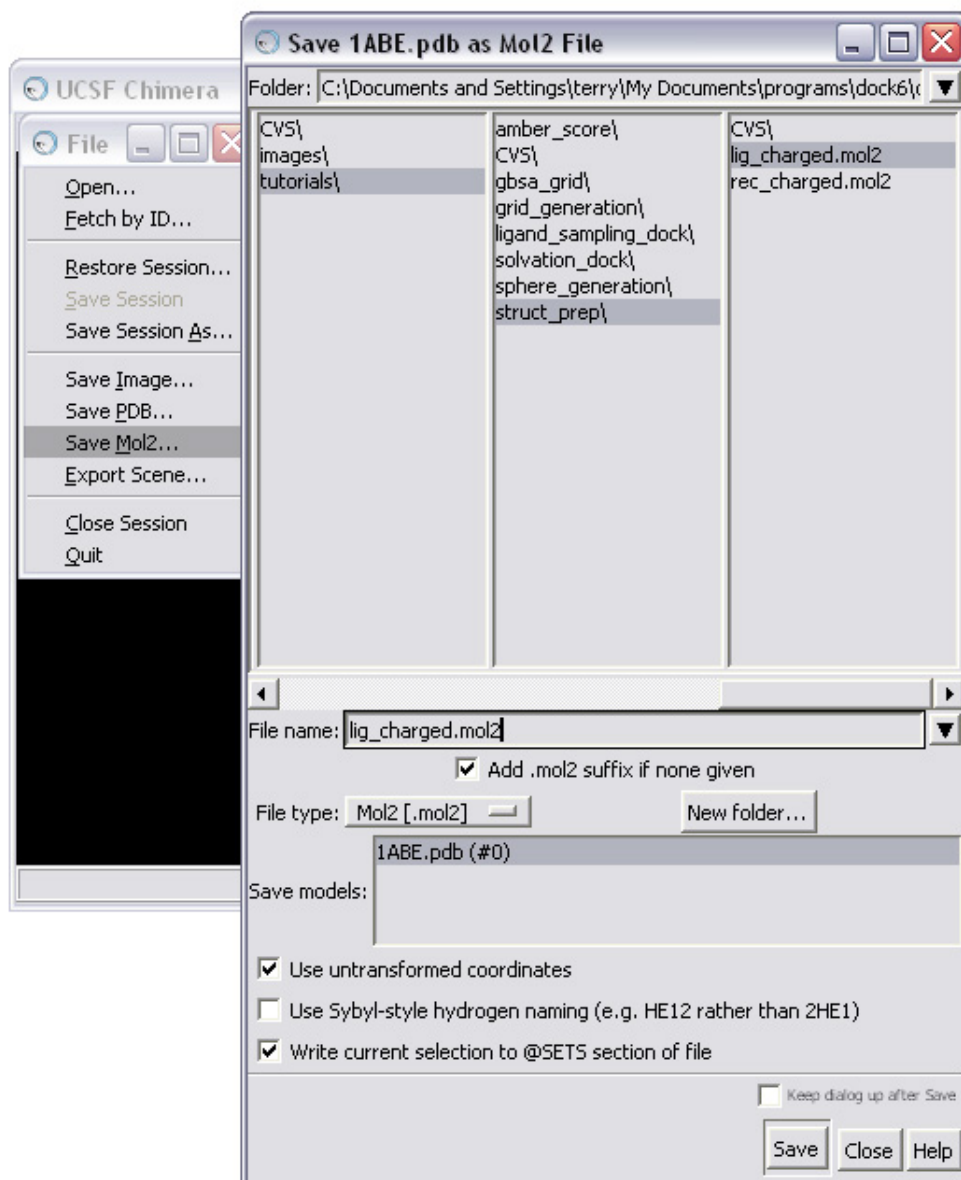 Save 1ABE.pdb as Mol2 File
UCSF Chimera
Folder: C:\Documents and Settings\terry\My Documents\programs\dock6\
File
Open...
Fetch by ID...
Restore Session...
Save Session
Save Session As...
Save Image...
Save PDB...
Save Mol2...
Export Scene...
Close Session
Quit
CVS\
images\
tutorials\
amber_score\
CVS\
gbsa_grid\
grid_generation\
ligand_sampling_dock\
solvation_dock\
sphere_generation\
struct_prep\
CVS\
lig_charged.mol2
rec_charged.mol2
File name: lig_charged.mol2
Add .mol2 suffix if none given
File type: Mol2 [.mol2]
New folder...
1ABE.pdb (#0)
Save models:
Use untransformed coordinates
Use Sybyl-style hydrogen naming (e.g. HE12 rather than 2HE1)
Write current selection to @SETS section of file
Keep dialog up after Save
Save Close Help